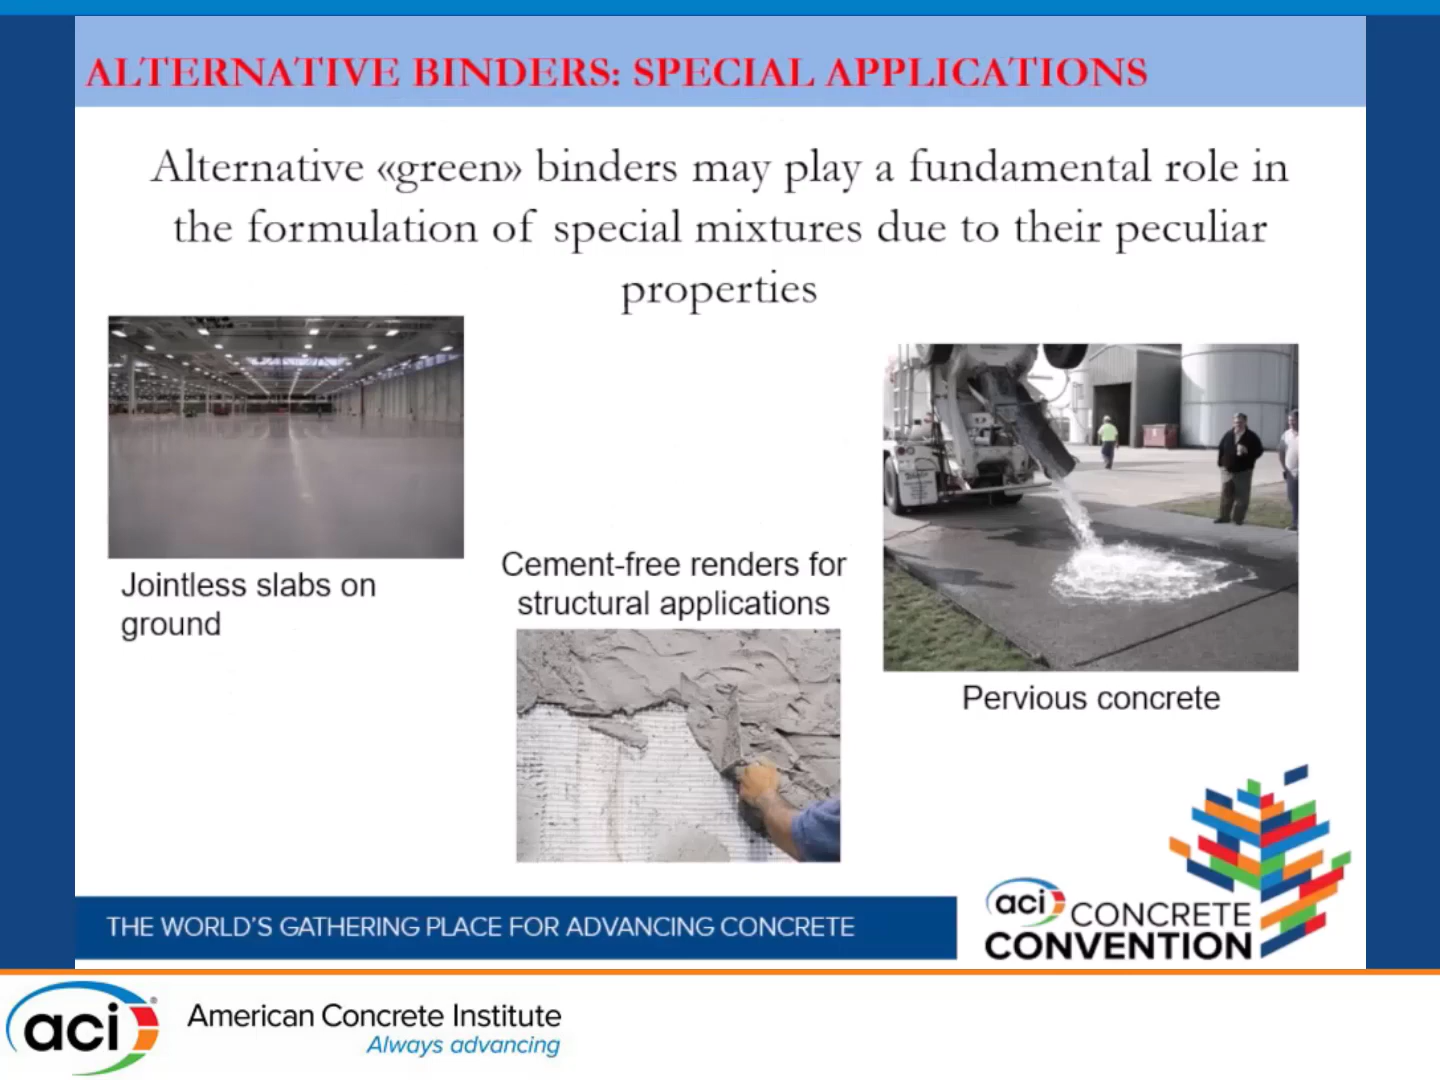 ALTERNATIVE BINDERS: SPECIAL APPLICATIONS
Alternative «green» binders may play a fundamental role in
the formulation of special mixtures due to their peculiar
properties
Jointless slabs on
ground
Cement-free renders for
structural applications
Pervious concrete
THE WORLD'S GATHERING PLACE FOR ADVANCING CONCRETE
aci CONCRETE
CONVENTION
aci
American Concrete Institute
Always advancing